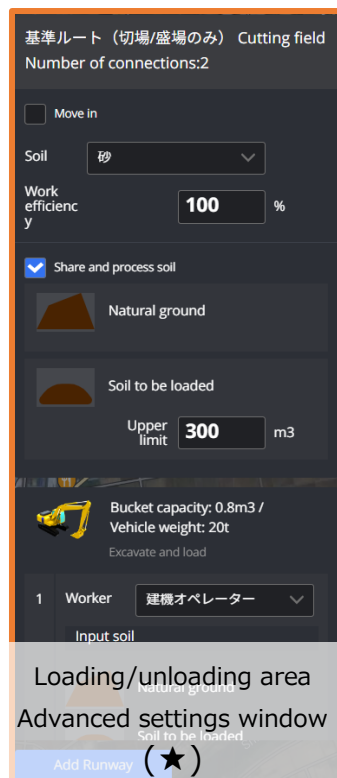 基準ルート（切場/盛場のみ） Cutting field
Number of connections:2
Move in
Soil 砂
Work
efficienc
y
100 %
Share and process soil
Natural ground
Soil to be loaded
Upper
limit 300 m3
Bucket capacity: 0.8m3 /
Vehicle weight: 20t
Excavate and load
1 Worker 建機オペレーター
Input soil
Natural ground
Loading/unloading area
Advanced settings window
Soil to be loaded
(★)
Add Runway